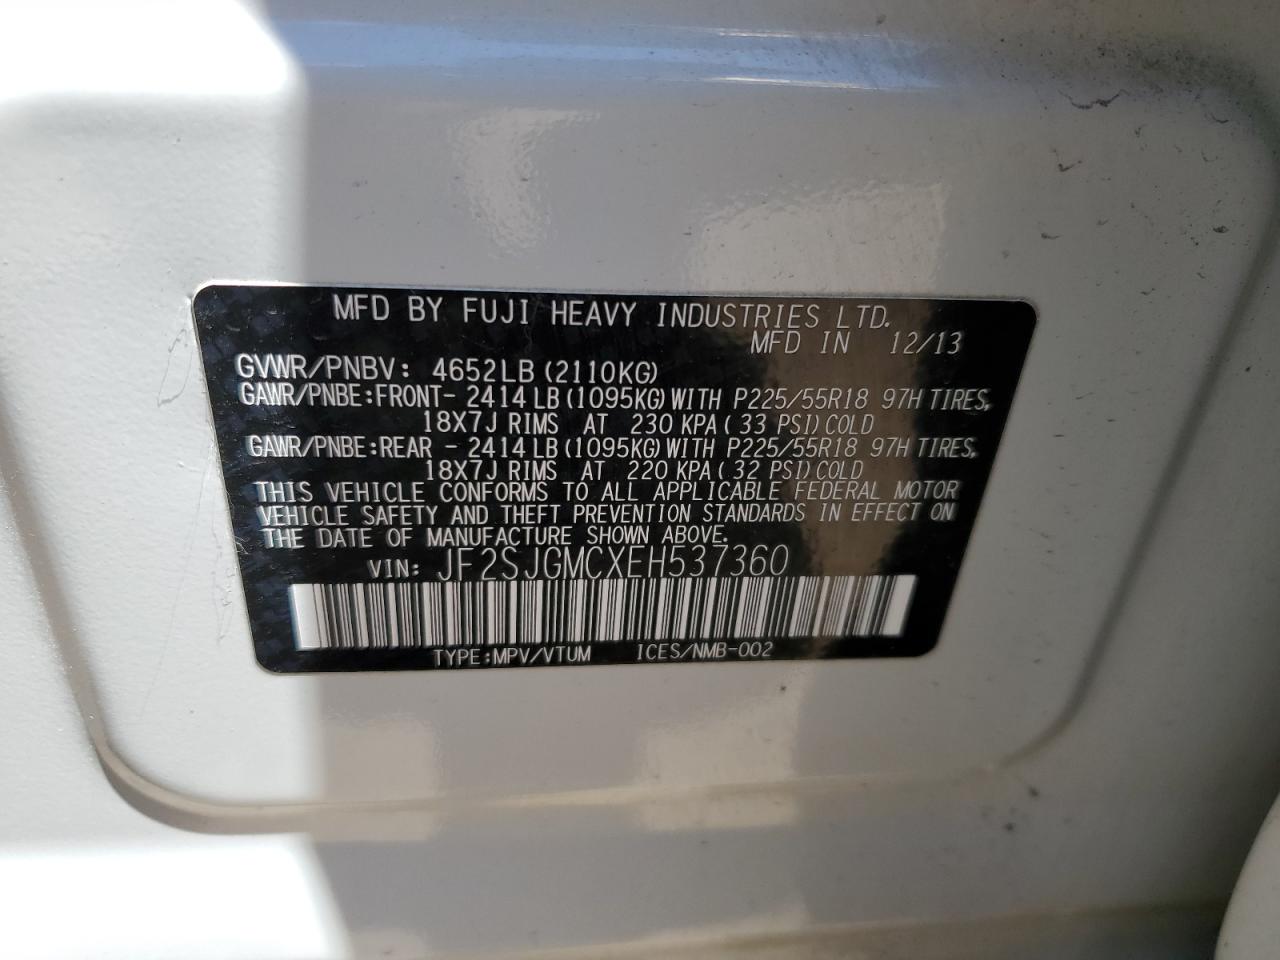 MFD BY FUJI HEAVY INDUSTRIES LTD.
MFD IN 12/13
GVWR/PNBV: 4652LB (2110KG)
GAWR/PNBE:FRONT- 2414 LB (1095KG) WITH P225/55R18 97H TIRES,
18X7J RIMS AT 230 KPA ( 33 PSI) COLD
GAWR/PNBE:REAR - 2414 LB (1095KG) WITH P225/55R18 97H TIRES,
18X7J RIMS AT 220 KPA ( 32 PSI) COLD
THIS VEHICLE CONFORMS TO ALL APPLICABLE FEDERAL MOTOR
VEHICLE SAFETY AND THEFT PREVENTION STANDARDS IN EFFECT ON
THE DATE OF MANUFACTURE SHOWN ABOVE.
VIN: JF2SJGMCXEH537360
TYPE:MPV/VTUM ICES/NMB-002